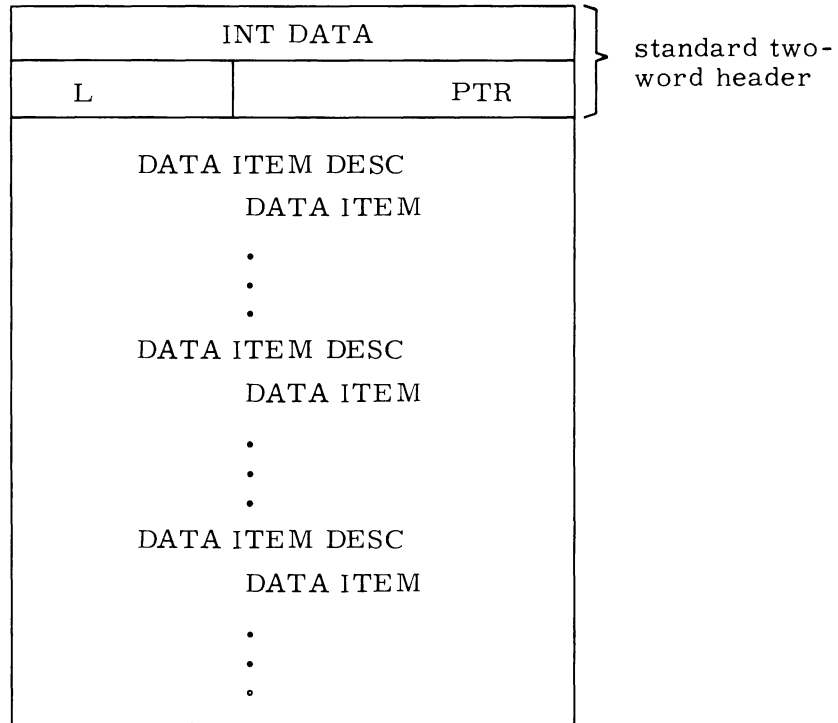 INT DATA
standard two-
word header
L PTR
DATA ITEM DESC
DATA ITEM
.
.
.
DATA ITEM DESC
DATA ITEM
.
.
.
DATA ITEM DESC
DATA ITEM
.
.
.